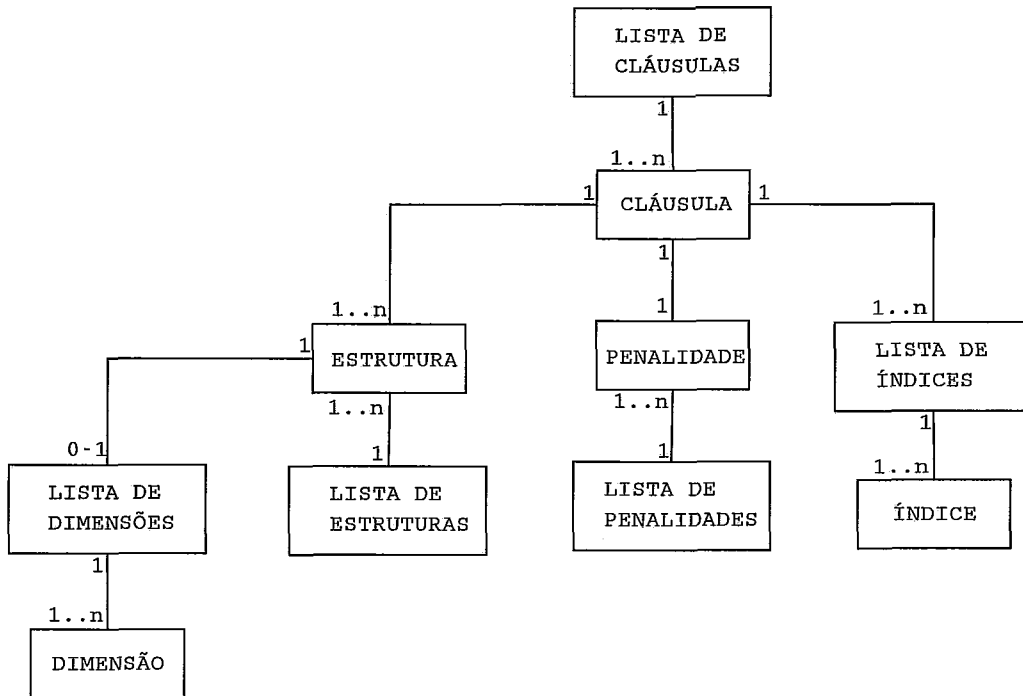 LISTA DE
CLÁUSULAS
1
1..n
1
CLÁUSULA
1
1
1..n
1
1..n
1
ESTRUTURA
PENALIDADE
LISTA DE
ÍNDICES
1..n
1..n
1
0-1
1
1
1..n
LISTA DE
DIMENSÕES
LISTA DE
ESTRUTURAS
LISTA DE
PENALIDADES
ÍNDICE
1
1..n
DIMENSÃO